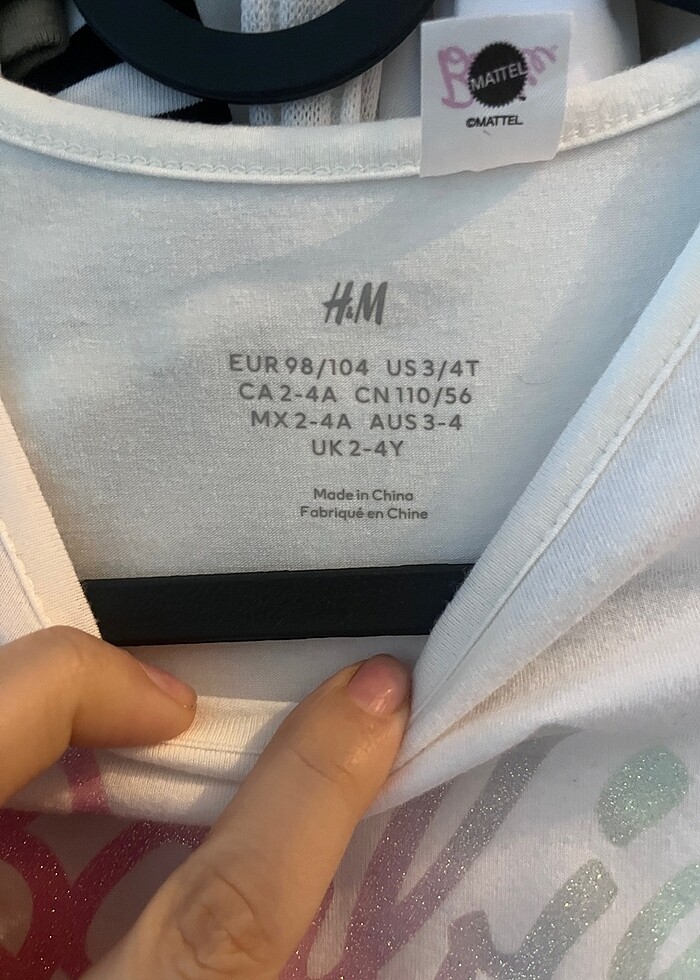 MATTEL
©MATTEL
H&M
EUR 98/104 US 3/4T
CA 2-4A CN 110/56
MX 2-4A AUS 3-4
UK 2-4Y
Made in China
Fabriqué en Chine